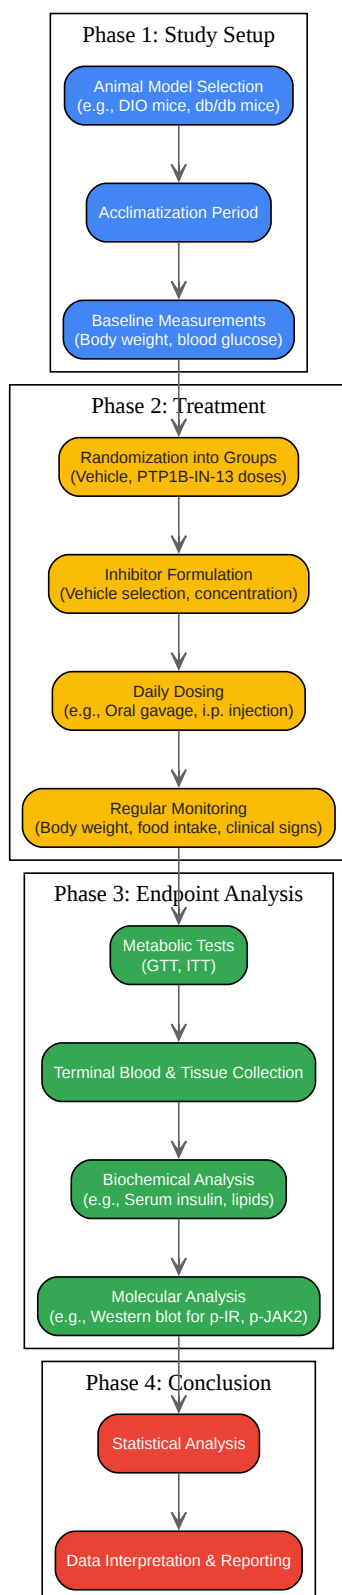 Phase 1: Study Setup
Animal Model Selection
(e.g., DIO mice, db/db mice)
Acclimatization Period
Baseline Measurements
(Body weight, blood glucose)
Phase 2: Treatment
Randomization into Groups
(Vehicle, PTP1B-IN-13 doses)
Inhibitor Formulation
(Vehicle selection, concentration)
Daily Dosing
(e.g., Oral gavage, i.p. injection)
Regular Monitoring
(Body weight, food intake, clinical signs)
Phase 3: Endpoint Analysis
Metabolic Tests
(GTT, ITT)
Terminal Blood & Tissue Collection
Biochemical Analysis
(e.g., Serum insulin, lipids)
Molecular Analysis
(e.g., Western blot for p-IR, p-JAK2)
Phase 4: Conclusion
Statistical Analysis
Data Interpretation & Reporting